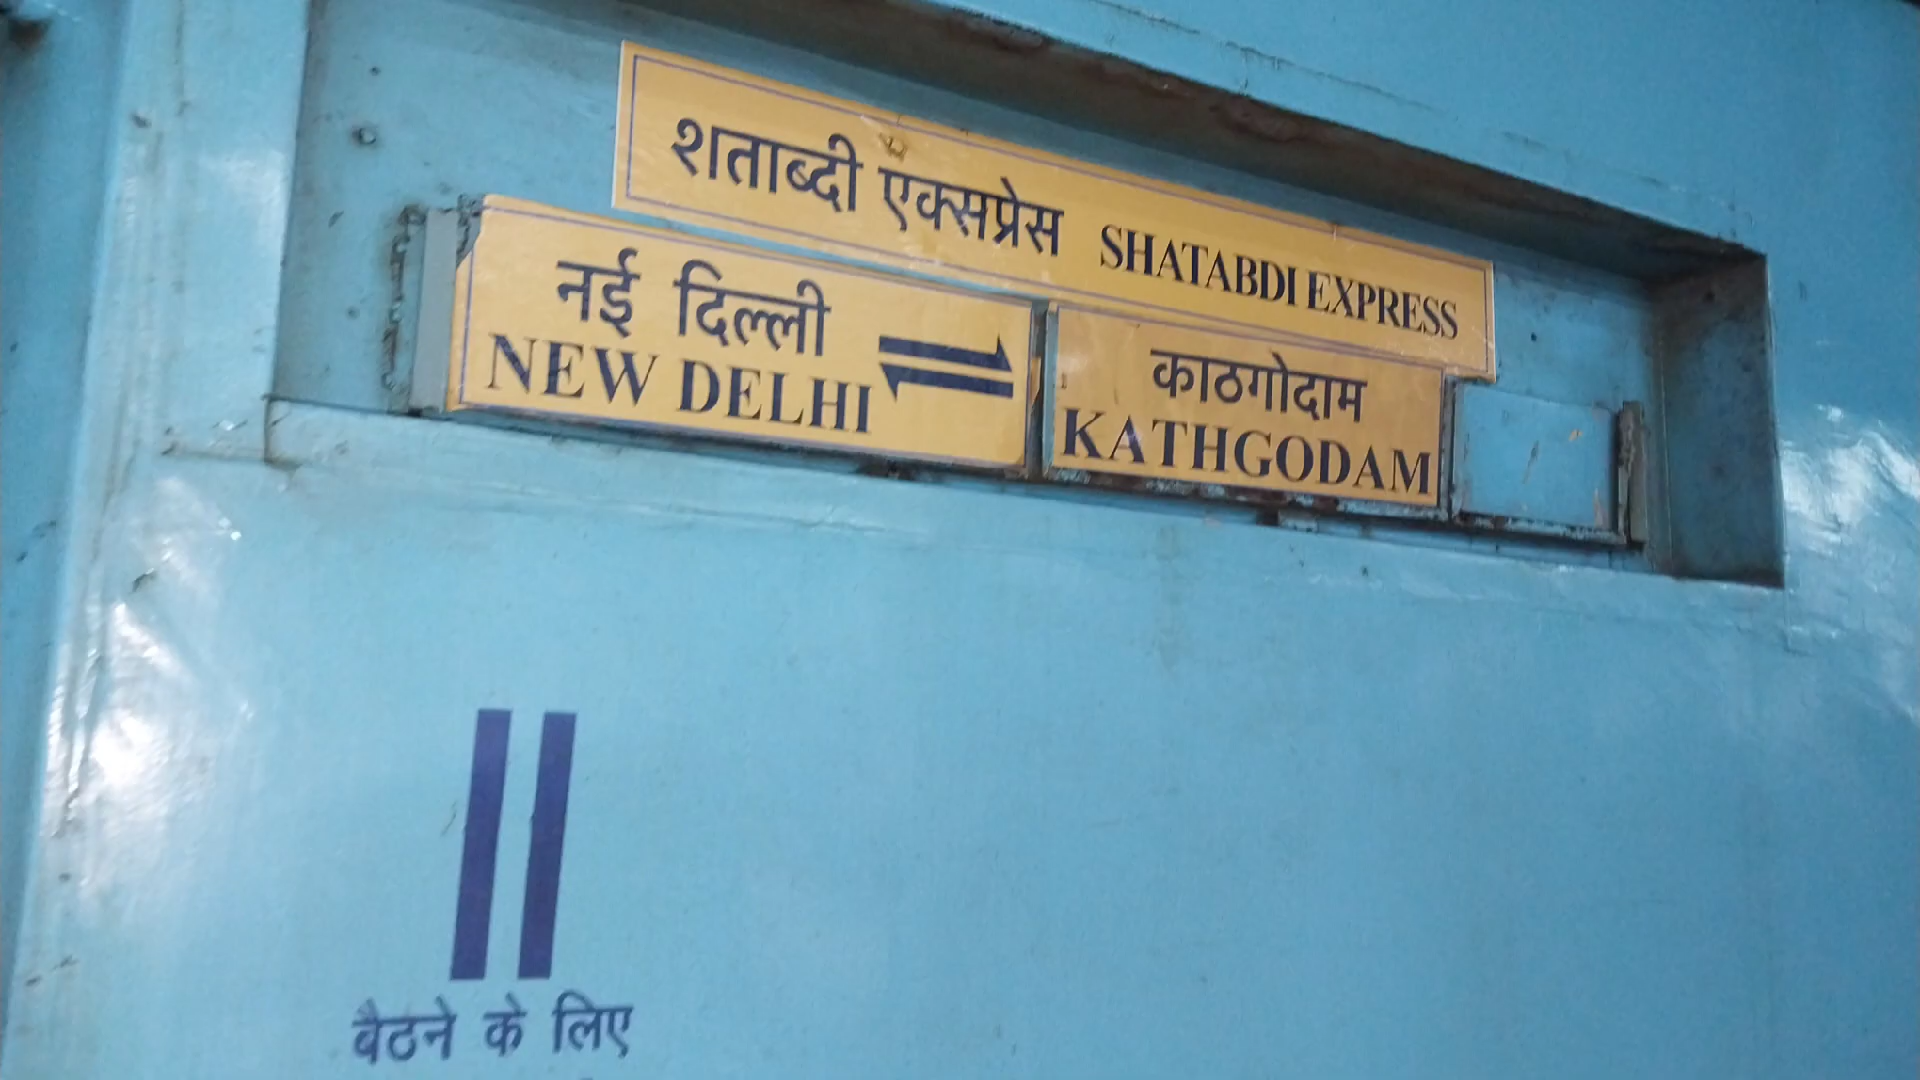 शताब्दी एक्सप्रेस SHATABDI EXPRESS
नई दिल्ली
NEW DELHI
काठगोदाम
KATHGODAM
II
बैठने के लिए